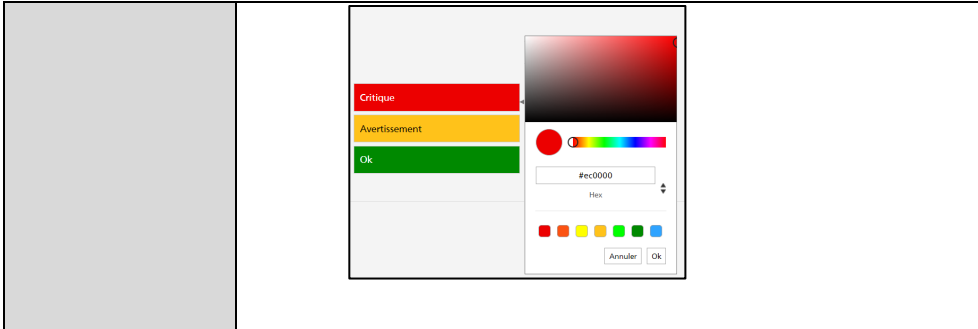 Critique
Avertissement
Ok
#ec0000
Hex
Annuler Ok